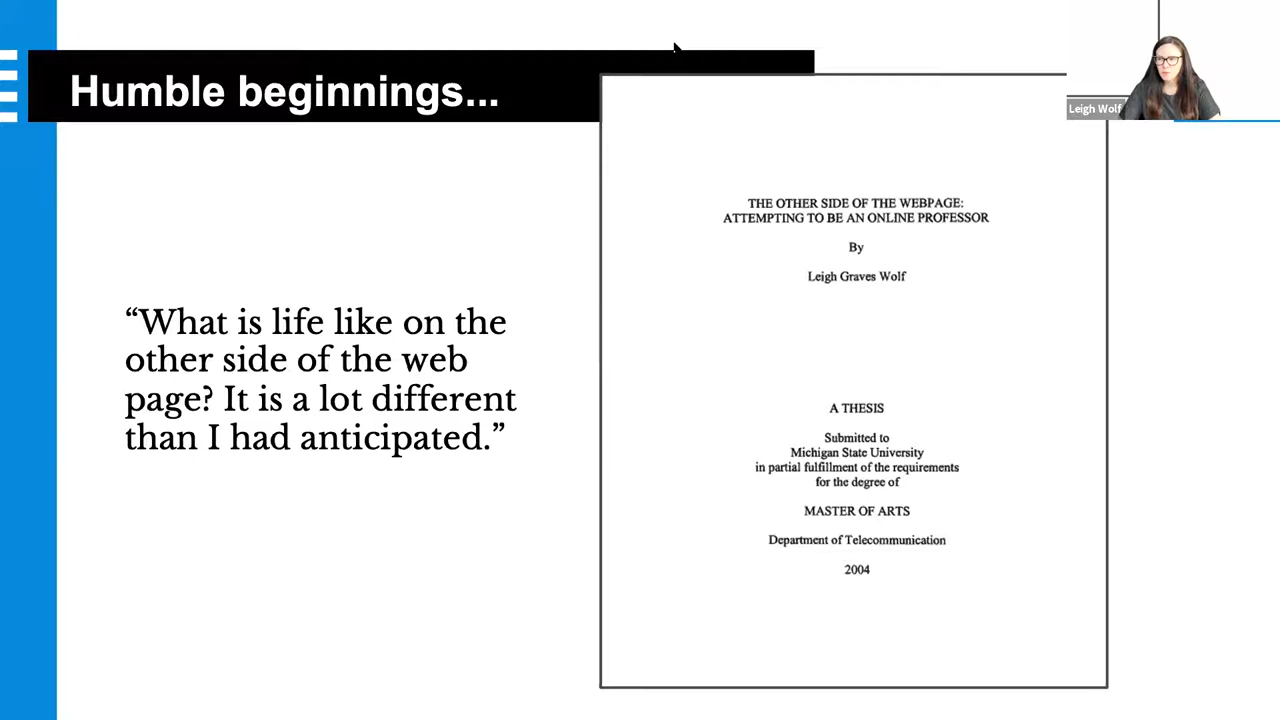 Humble beginnings...
Leigh Wolf
“What is life like on the
other side of the web
page? It is a lot different
than I had anticipated.”
THE OTHER SIDE OF THE WEBPAGE:
ATTEMPTING TO BE AN ONLINE PROFESSOR
By
Leigh Graves Wolf
A THESIS
Submitted to
Michigan State University
in partial fulfillment of the requirements
for the degree of
MASTER OF ARTS
Department of Telecommunication
2004